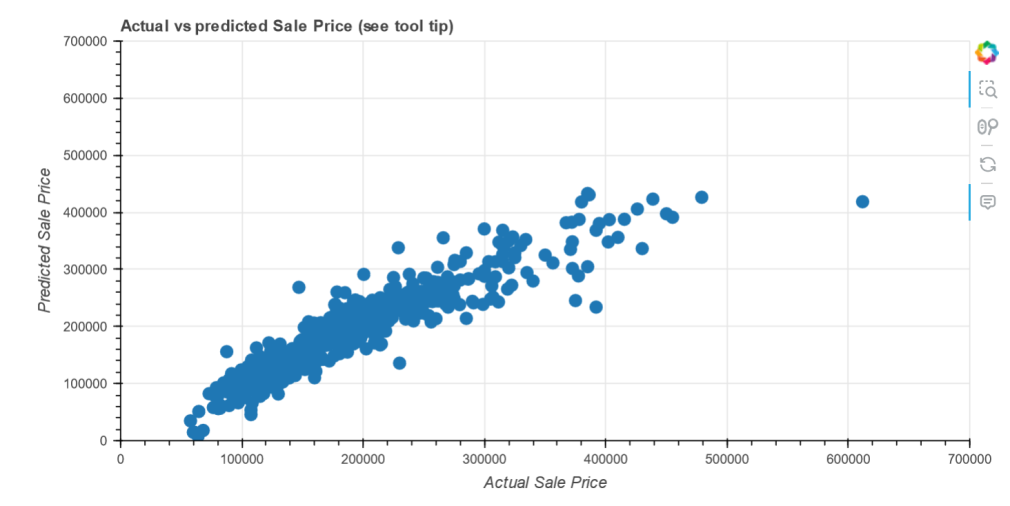 Actual vs predicted Sale Price (see tool tip)
700000
600000
500000
400000
300000
200000
100000
0
Predicted Sale Price
0 100000 200000 300000 400000 500000 600000 700000
Actual Sale Price